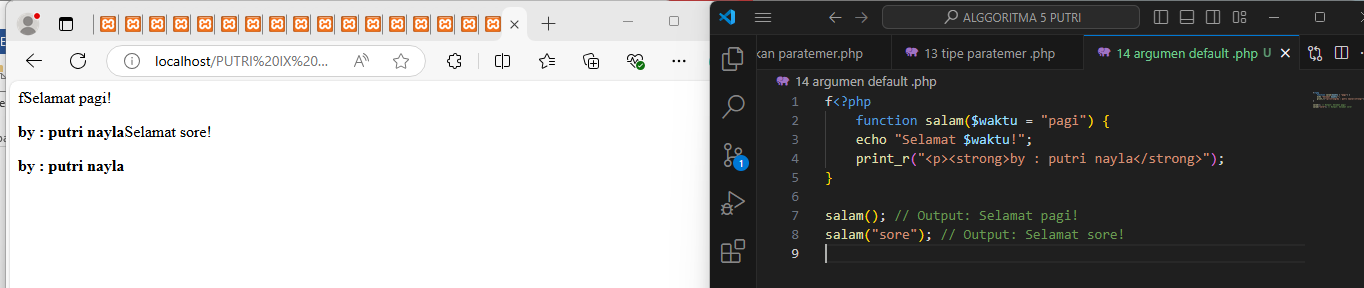 localhost/PUTRI%20IX%20...
fSelamat pagi!
by : putri naylaSelamat sore!
by : putri nayla
ALGGORITMA 5 PUTRI
kan paratemer.php
13 tipe paratemer .php
14 argumen default .php U
14 argumen default .php
1 f<?php
2 function salam($waktu = "pagi") {
3 echo "Selamat $waktu!";
4 print_r("<p><strong>by : putri nayla</strong>");
5 }
6
7 salam(); // Output: Selamat pagi!
8 salam("sore"); // Output: Selamat sore!
9
1